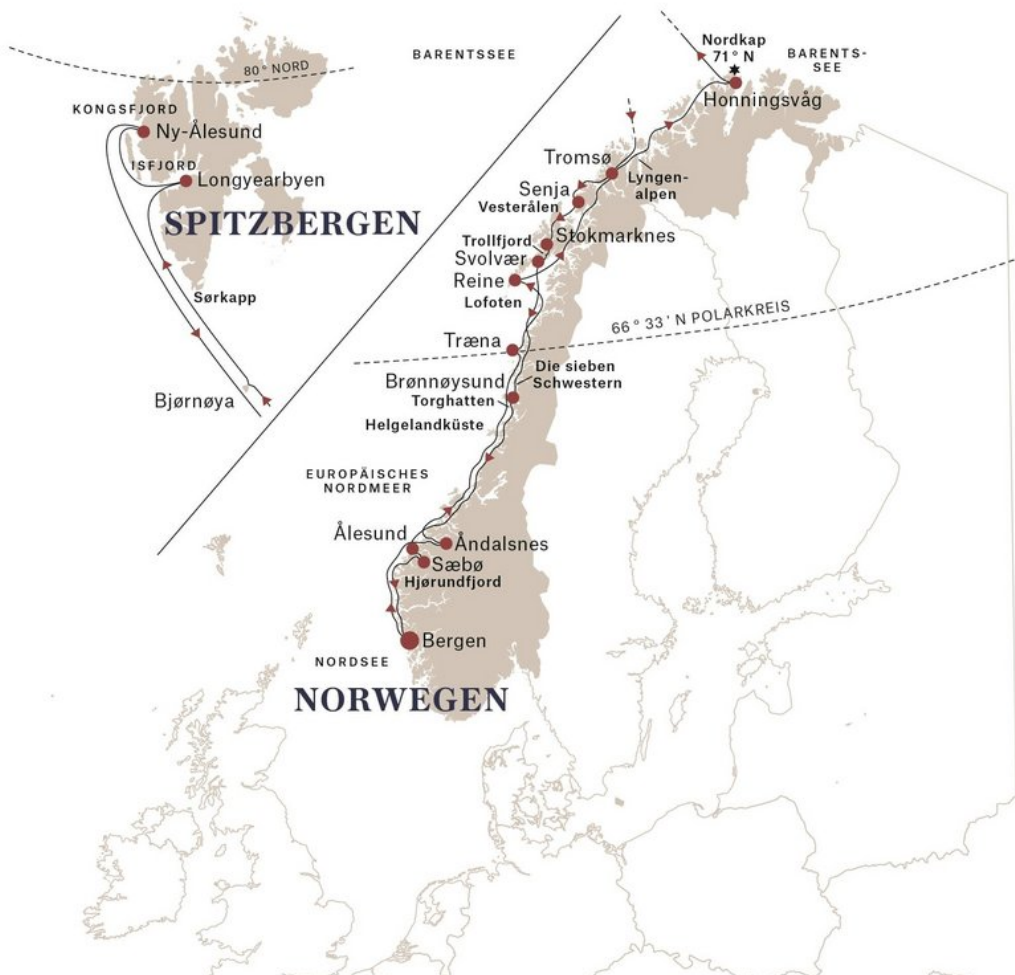 BARENTSSEE
80° NORD
KONGSFJORD
Ny-Ålesund
ISFJORD
Longyearbyen
SPITZBERGEN
Sørkapp
Bjørnøya
Nordkap
71° N
BARENTS-
SEE
Honningsvåg
Tromsø
Lyngen-
alpen
Senja
Vesterålen
Stokmarknes
Trollfjord
Svolvær
Reine
Lofoten
66° 33' N POLARKREIS
Træna
Die sieben
Schwestern
Brønnøysund
Torghatten
Helgelandküste
EUROPÄISCHES
NORDMEER
Ålesund
Åndalsnes
Sæbø
Hjørundfjord
Bergen
NORDSEE
NORWEGEN